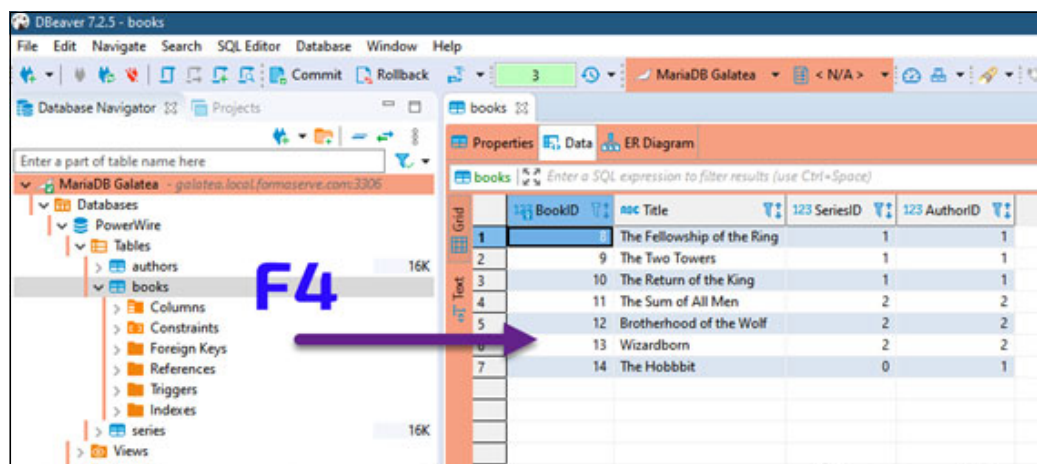 DBeaver 7.2.5 - books
File Edit Navigate Search SQL Editor Database Window Help
Commit Rollback 3 MariaDB Galatea < N/A >
Database Navigator Projects
books
Properties Data ER Diagram
Enter a part of table name here
books Enter a SQL expression to filter results (use Ctrl+Space)
MariaDB Galatea - galatea.local.formaserve.com:3306
Databases
PowerWire
Tables
authors 16K
books
Columns
Constraints
Foreign Keys
References
Triggers
Indexes
series 16K
Views
F4
Grid
Text
123 BookID ABC Title 123 SeriesID 123 AuthorID
1 8 The Fellowship of the Ring 1 1
2 9 The Two Towers 1 1
3 10 The Return of the King 1 1
4 11 The Sum of All Men 2 2
5 12 Brotherhood of the Wolf 2 2
6 13 Wizardborn 2 2
7 14 The Hobbbit 0 1